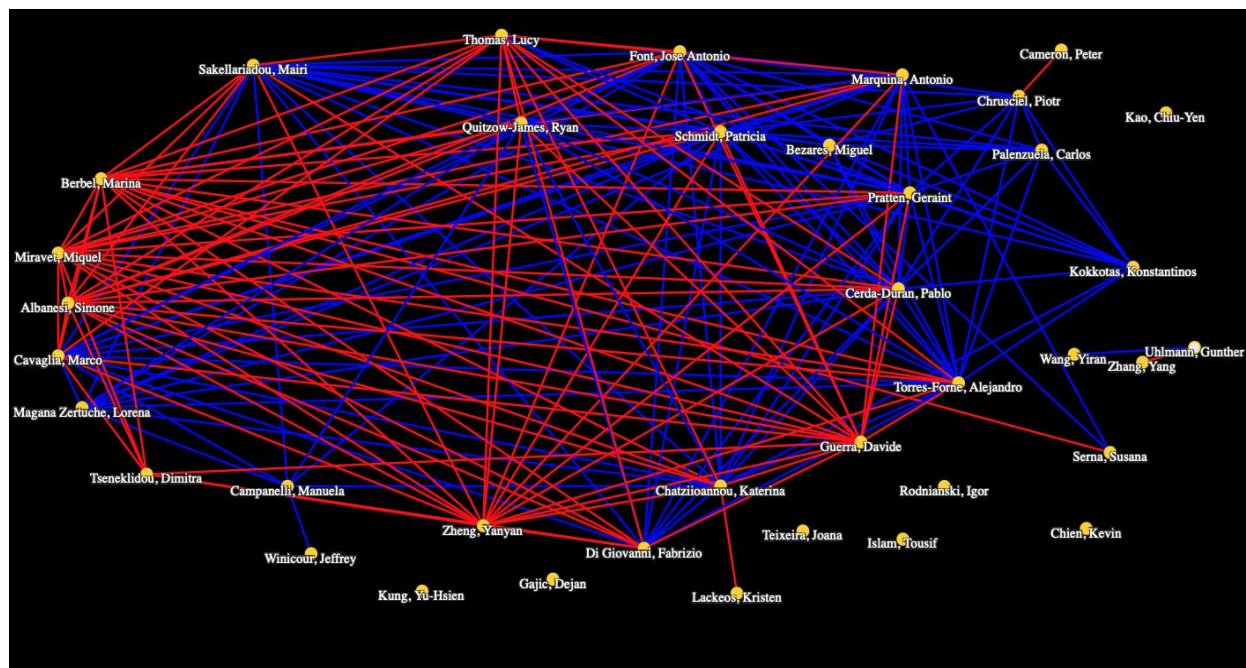 Thomas, Lucy
Font, Jose Antonio
Cameron, Peter
Sakellariadou, Mairi
Marquina, Antonio
Chrusciel, Piotr
Kao, Chiu-Yen
Quitzow-James, Ryan
Schmidt, Patricia
Bezares, Miguel
Palenzuela, Carlos
Berbel, Marina
Pratten, Geraint
Miravet, Miquel
Kokkotas, Konstantinos
Albanesi, Simone
Cerda-Duran, Pablo
Cavaglia, Marco
Wang, Yiran
Uhlmann, Gunther
Zhang, Yang
Torres-Forne, Alejandro
Magana Zertuche, Lorena
Guerra, Davide
Serna, Susana
Tseneklidou, Dimitra
Campanelli, Manuela
Chatziioannou, Katerina
Rodnianski, Igor
Zheng, Yanyan
Teixeira, Joana
Chien, Kevin
Islam, Tousif
Winicour, Jeffrey
Di Giovanni, Fabrizio
Gajic, Dejan
Kung, Yu-Hsien
Lackeos, Kristen